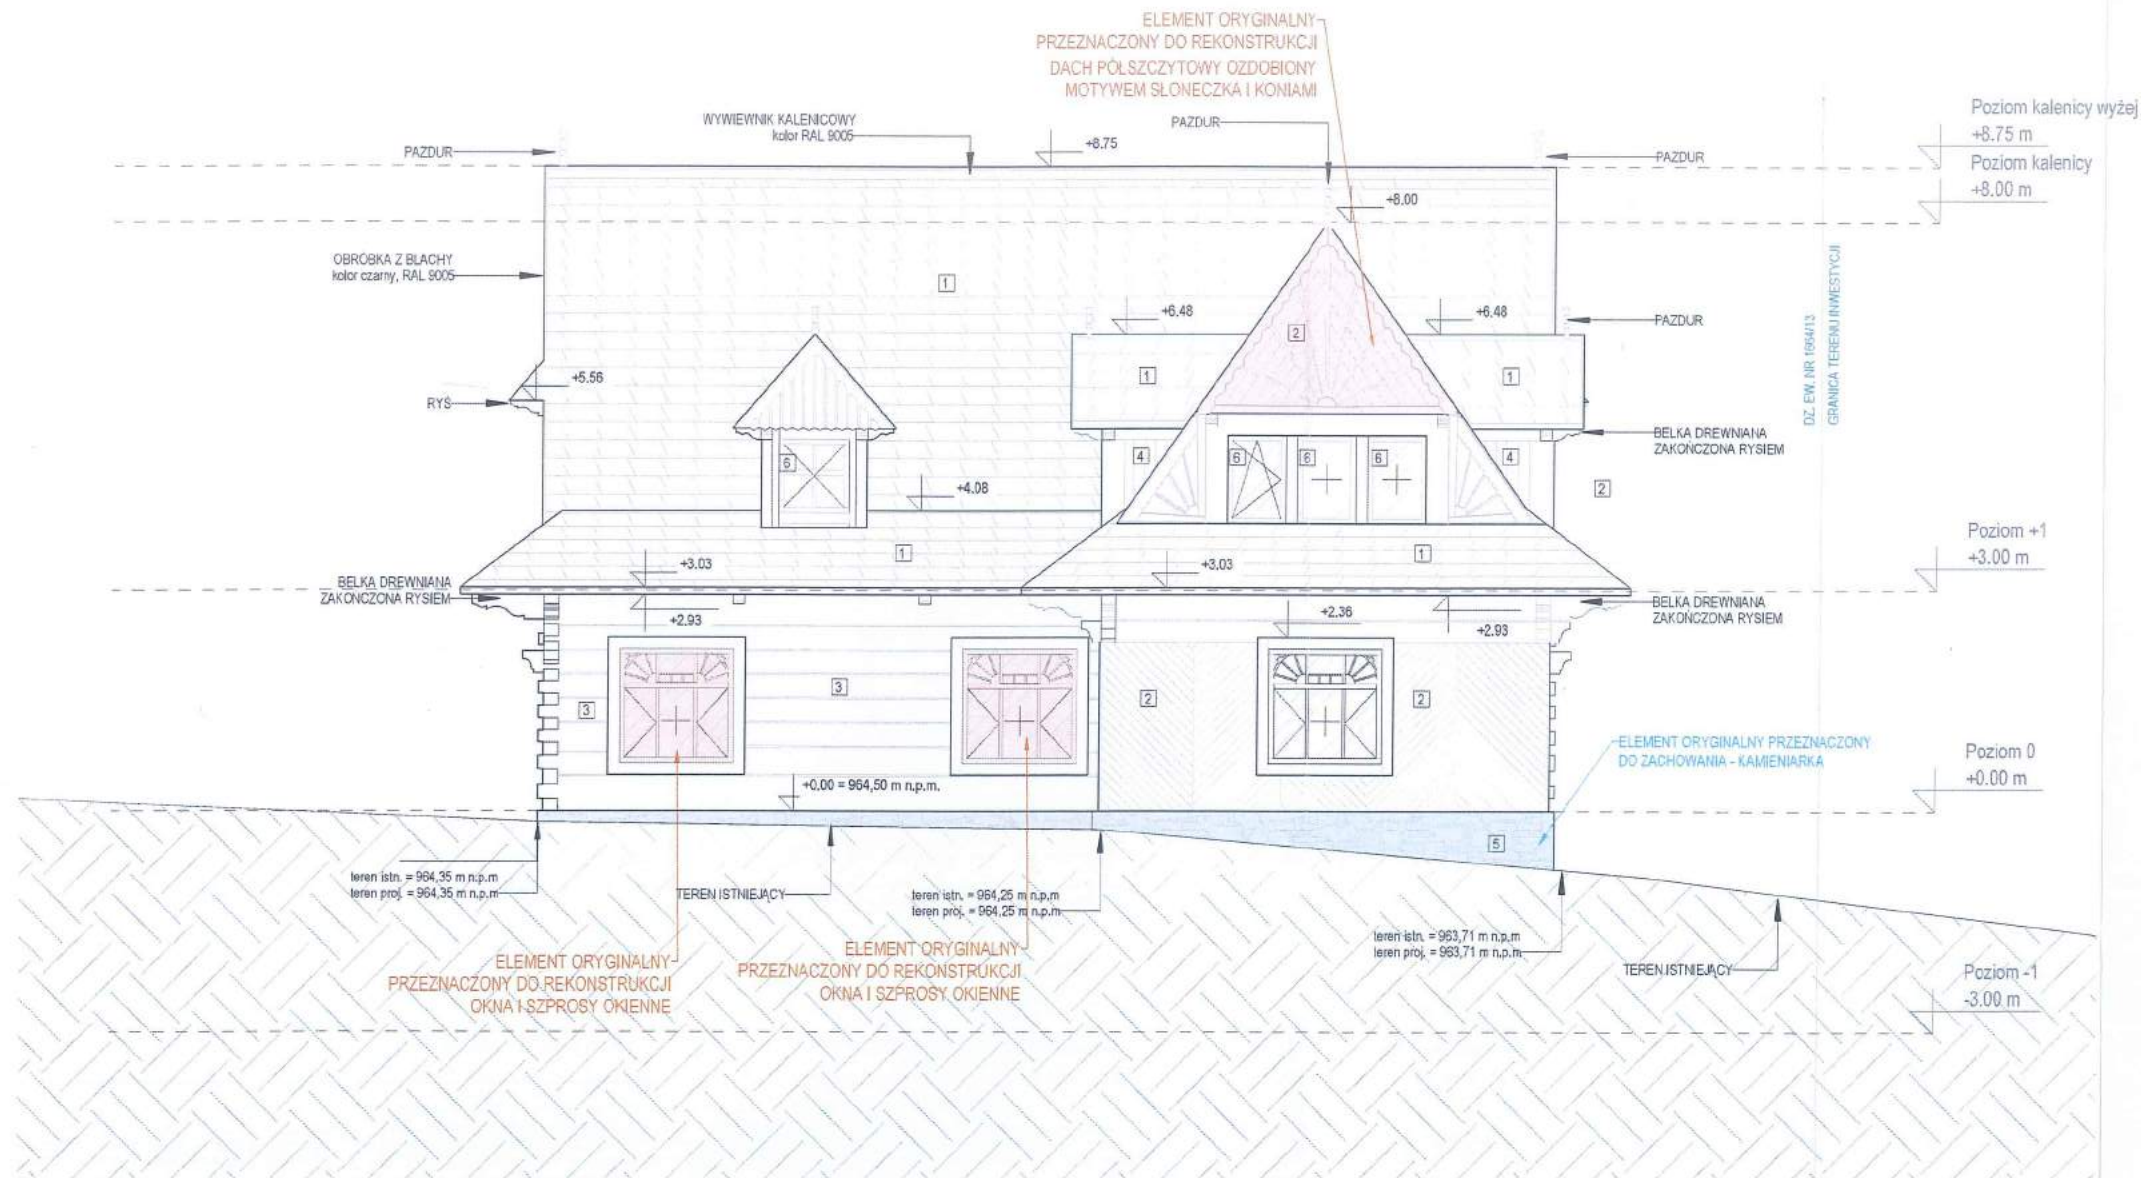 ELEMENT ORYGINALNY
PRZEZNACZONY DO REKONSTRUKCJI
DACH PÓŁSZCZYTOWY OZDOBIONY
MOTYWEM SŁONECZKA I KONIAMI
Poziom kalenicy wyżej
+8.75 m
WYWIEWNIK KALENICOWY
kolor RAL 9005
PAZDUR
+8.75
PAZDUR
PAZDUR
Poziom kalenicy
+8.00 m
+8.00
OBRÓBKA Z BLACHY
kolor czarny, RAL 9005
1
DZ. EW. NR 1664/13
GRANICA TERENU INWESTYCJI
+6.48
+6.48
PAZDUR
2
1
1
+5.56
RYŚ
BELKA DREWNIANA
ZAKOŃCZONA RYSIEM
6
4
6
6
6
4
2
+4.08
Poziom +1
+3.00 m
1
1
+3.03
+3.03
BELKA DREWNIANA
ZAKOŃCZONA RYSIEM
BELKA DREWNIANA
ZAKOŃCZONA RYSIEM
+2.93
+2.36
+2.93
3
3
2
2
ELEMENT ORYGINALNY PRZEZNACZONY
DO ZACHOWANIA - KAMIENIARKA
Poziom 0
+0.00 m
+0.00 = 964,50 m n.p.m.
5
teren istn. = 964,35 m n.p.m
teren proj. = 964,35 m n.p.m
TEREN ISTNIEJĄCY
teren istn. = 964,25 m n.p.m
teren proj. = 964,25 m n.p.m
teren istn. = 963,71 m n.p.m
teren proj. = 963,71 m n.p.m
TEREN ISTNIEJĄCY
ELEMENT ORYGINALNY
PRZEZNACZONY DO REKONSTRUKCJI
OKNA I SZPROSY OKIENNE
ELEMENT ORYGINALNY
PRZEZNACZONY DO REKONSTRUKCJI
OKNA I SZPROSY OKIENNE
Poziom -1
-3.00 m